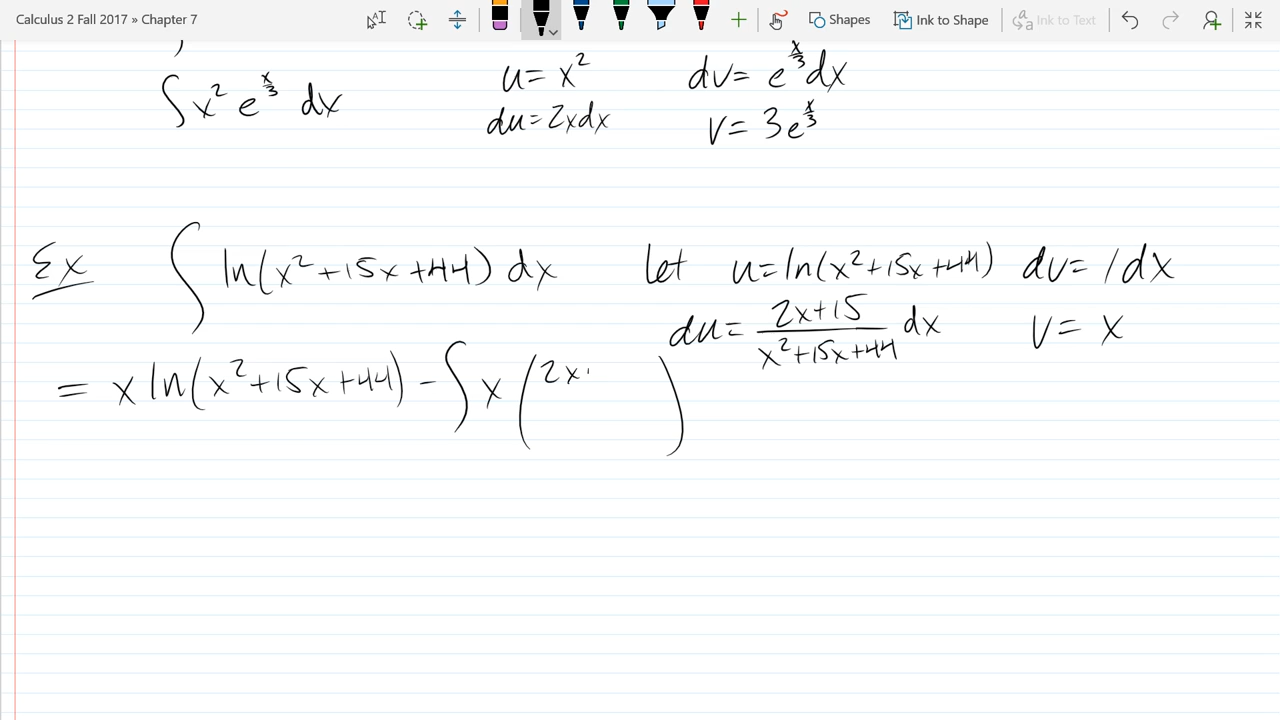 Calculus 2 Fall 2017 » Chapter 7
Shapes Ink to Shape Ink to Text
∫ x² e^(x/3) dx u = x² dv = e^(x/3) dx
du = 2x dx v = 3e^(x/3)
Ex ∫ ln(x² + 15x + 44) dx let u = ln(x² + 15x + 44) dv = 1dx
du = (2x + 15)/(x² + 15x + 44) dx v = x
= x ln(x² + 15x + 44) - ∫ x (2x )